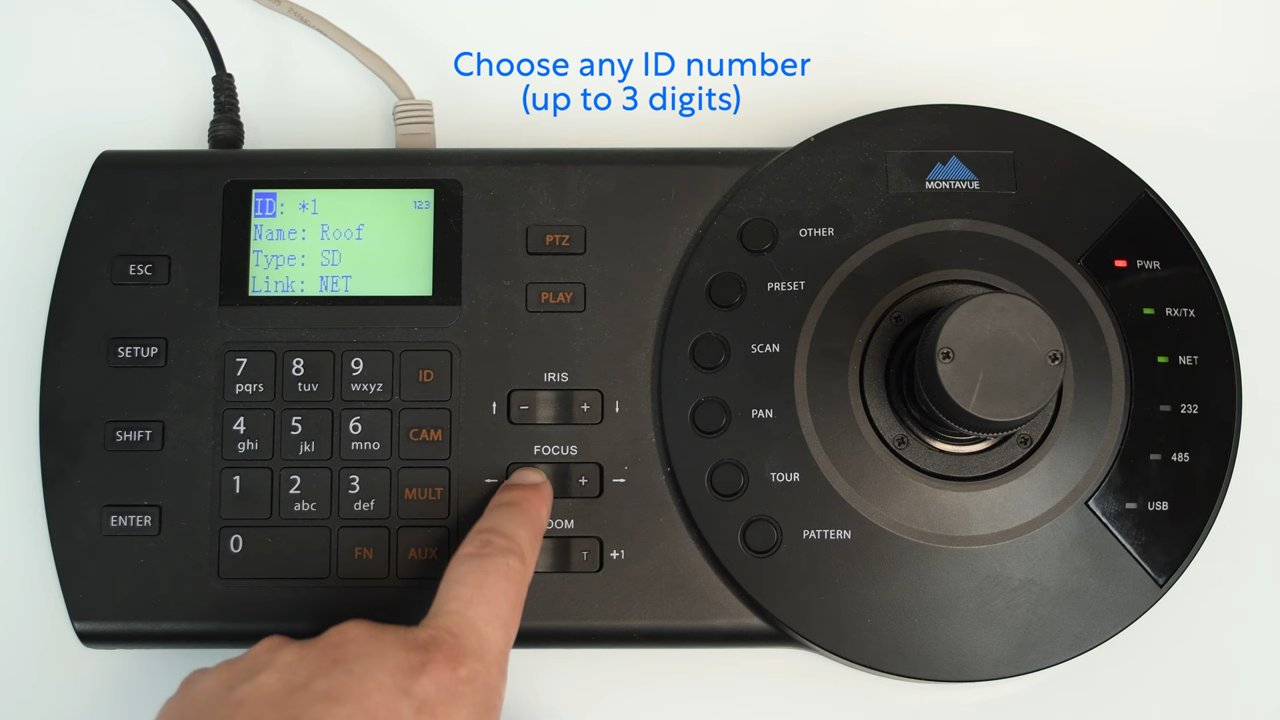 Choose any ID number
(up to 3 digits)
MONTAVUE
ID: *1
123
Name: Roof
Type: SD
Link: NET
ESC
SETUP
SHIFT
ENTER
7 pqrs
8 tuv
9 wxyz
ID
4 ghi
5 jkl
6 mno
CAM
1
2 abc
3 def
MULT
0
FN
AUX
PTZ
PLAY
IRIS
- +
FOCUS
+
OOM
T +1
OTHER
PRESET
SCAN
PAN
TOUR
PATTERN
PWR
RX/TX
NET
232
485
USB